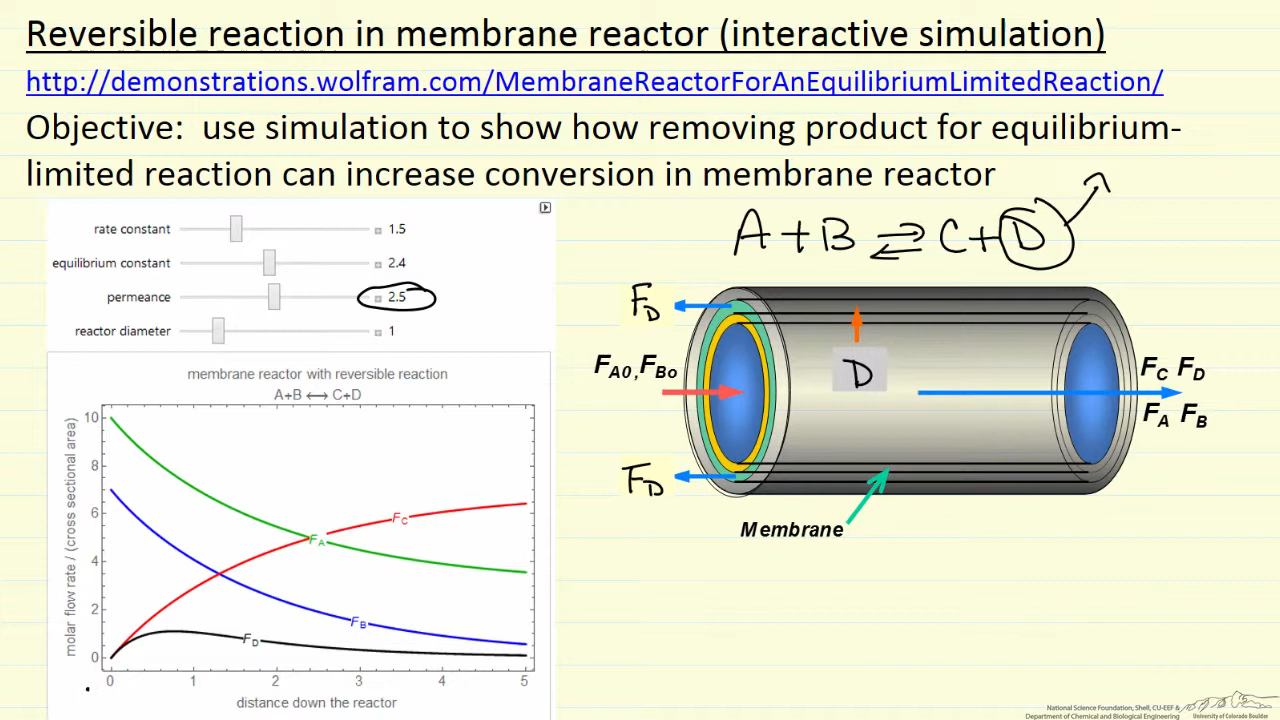 Reversible reaction in membrane reactor (interactive simulation)
http://demonstrations.wolfram.com/MembraneReactorForAnEquilibriumLimitedReaction/
Objective: use simulation to show how removing product for equilibrium-
limited reaction can increase conversion in membrane reactor
rate constant 1.5
equilibrium constant 2.4
permeance 2.5
reactor diameter 1
membrane reactor with reversible reaction
A+B ⟷ C+D
molar flow rate / (cross sectional area)
10
8
6
4
2
0
F_C
F_A
F_B
F_D
0 1 2 3 4 5
distance down the reactor
A + B ⇌ C + D
F_D
F_A0, F_Bo
F_D
D
F_C F_D
F_A F_B
Membrane
National Science Foundation, Shell, CU-EEF &
Department of Chemical and Biological Engineering
University of Colorado Boulder